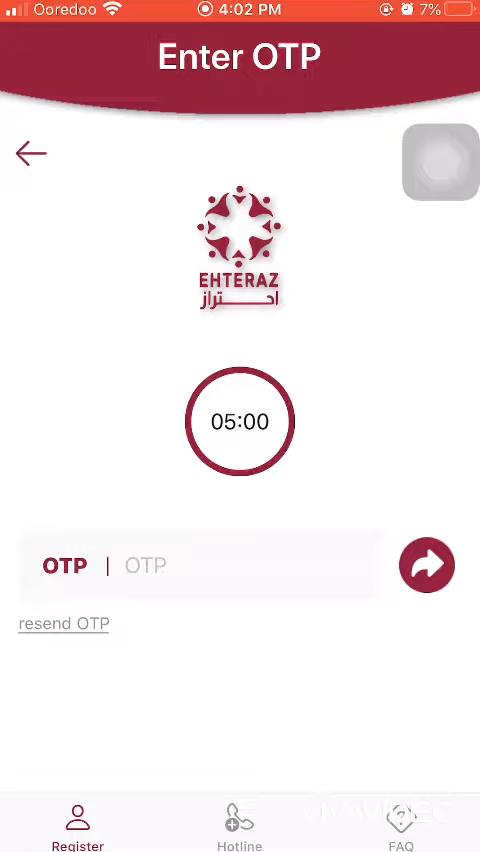 Ooredoo 4:02 PM 7%
Enter OTP
EHTERAZ
احتراز
05:00
OTP | OTP
resend OTP
Register Hotline FAQ